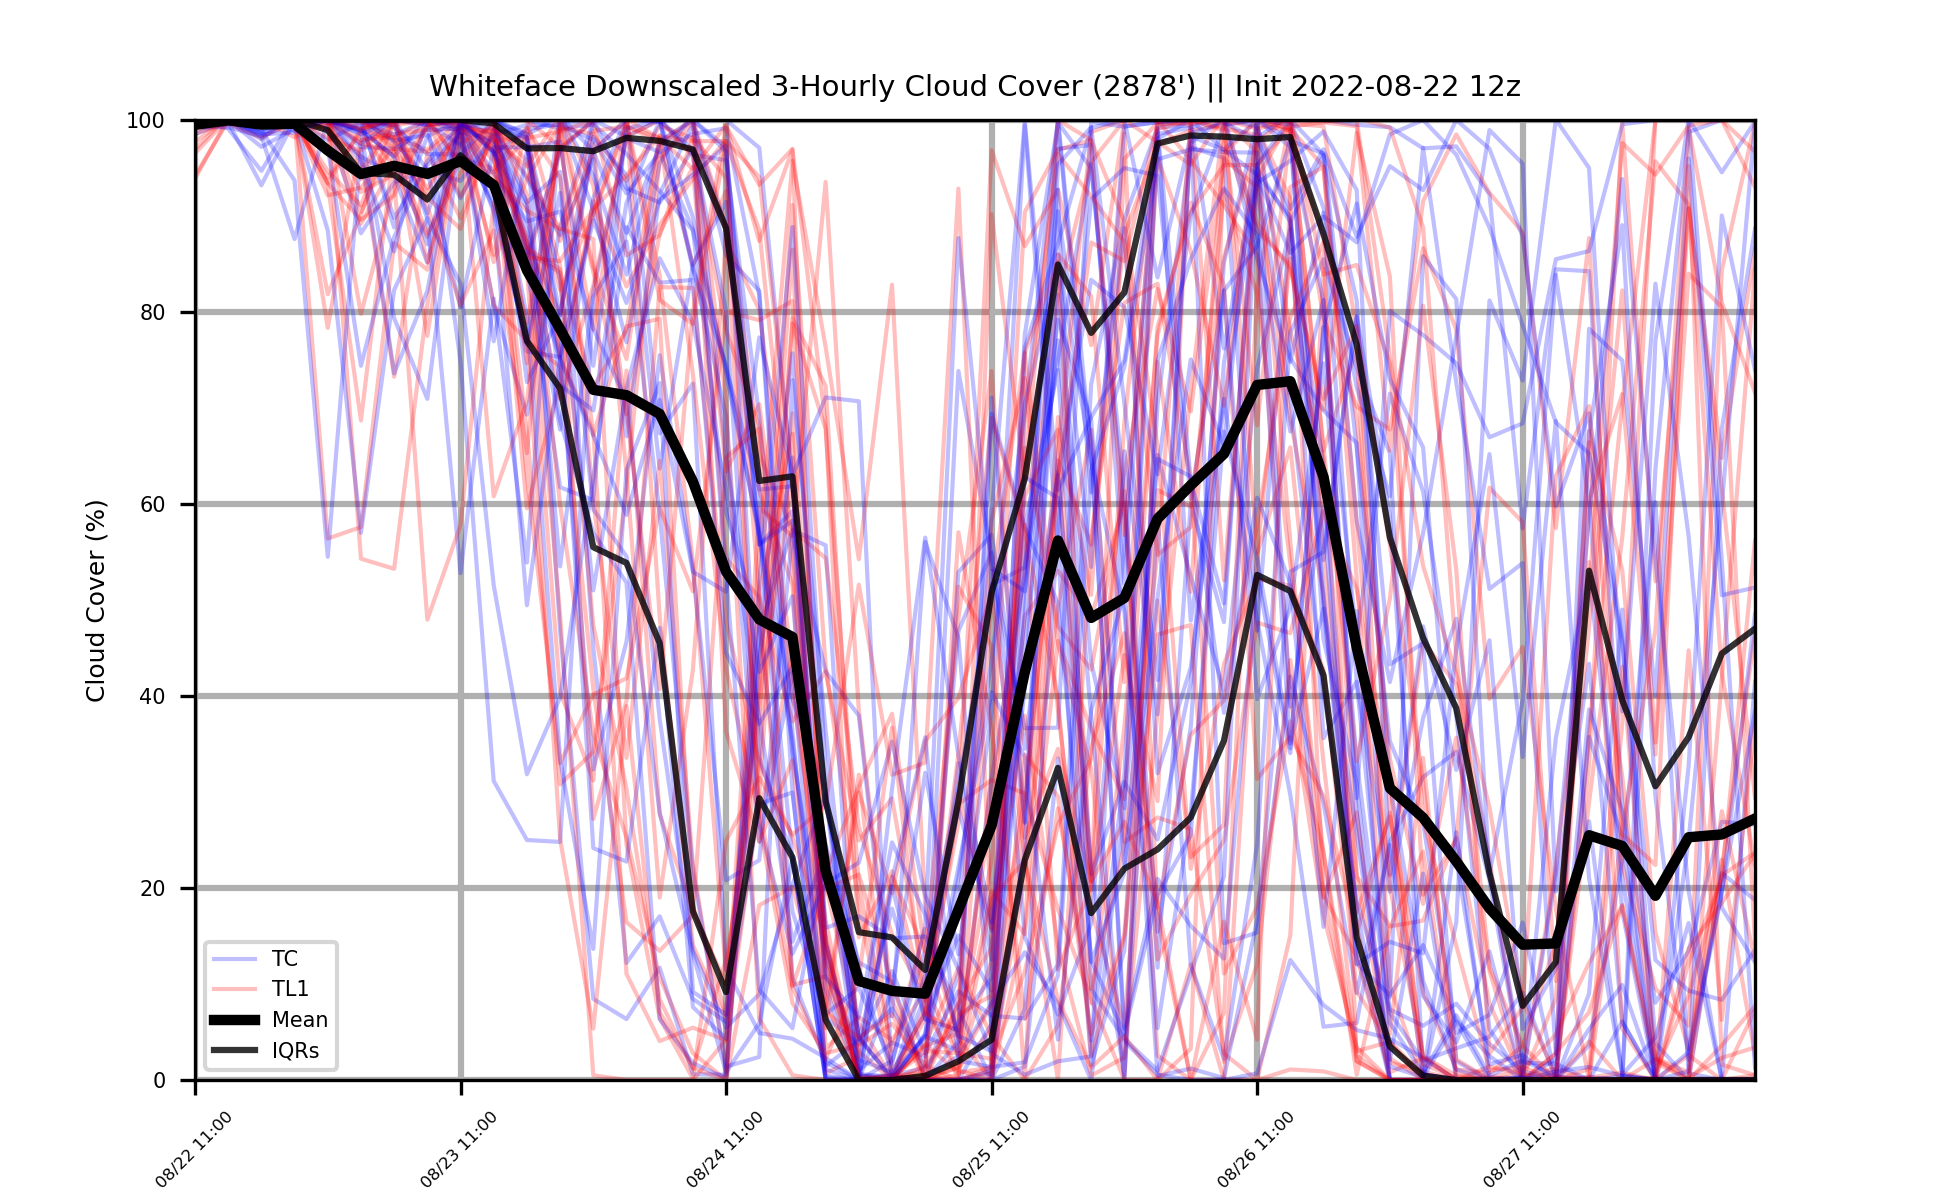 Whiteface Downscaled 3-Hourly Cloud Cover (2878') || Init 2022-08-22 12z
Cloud Cover (%)
100
80
60
40
20
0
TC
TL1
Mean
IQRs
08/22 11:00
08/23 11:00
08/24 11:00
08/25 11:00
08/26 11:00
08/27 11:00